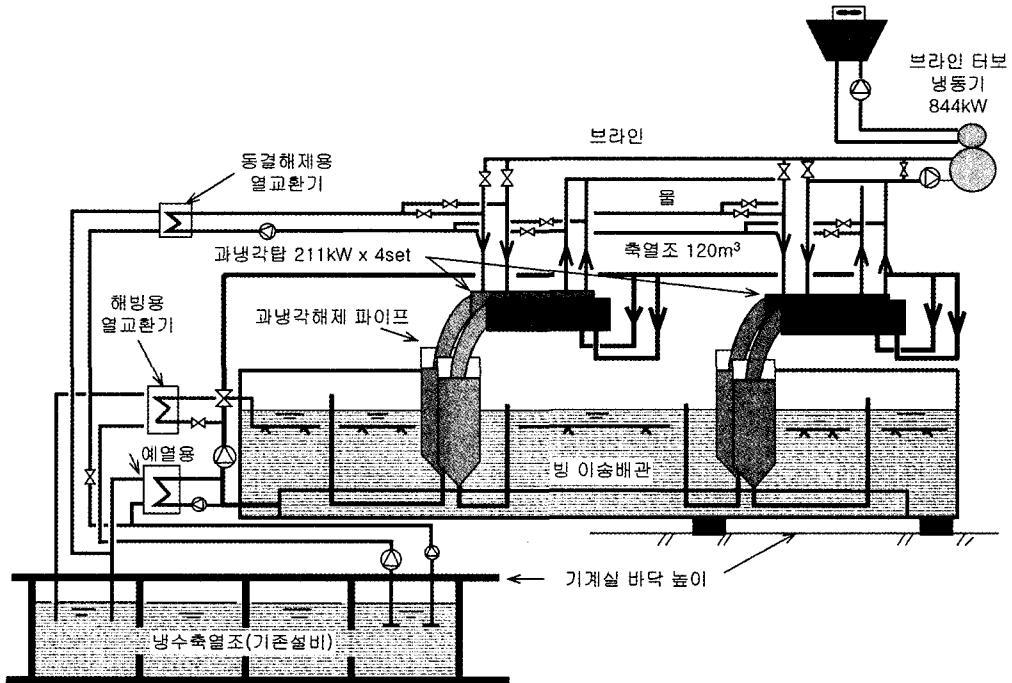 브라인 터보
냉동기
844kW
브라인
동결해제용
열교환기
물
과냉각탑 211kW x 4set
축열조 120m³
해빙용
열교환기
과냉각해제 파이프
예열용
빙 이송배관
기계실 바닥 높이
냉수축열조(기존설비)